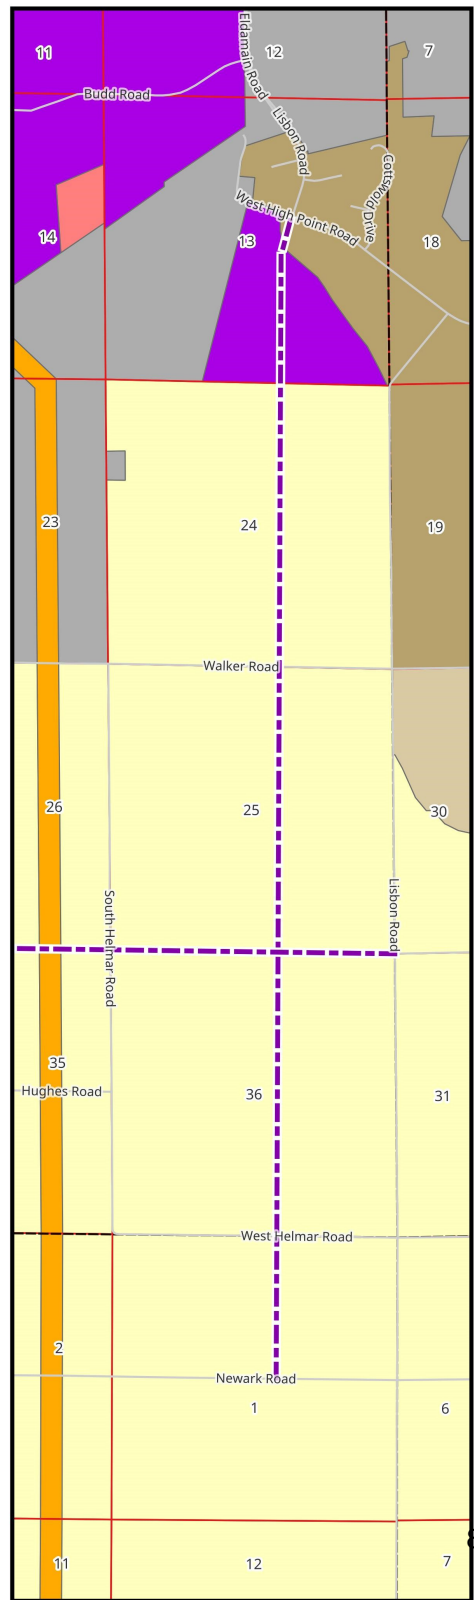 11
12
7
Eldamain Road
Budd Road
Lisbon Road
Cottswold Drive
West High Point Road
14
13
18
23
24
19
Walker Road
26
25
30
South Helmar Road
Lisbon Road
35
Hughes Road
36
31
West Helmar Road
2
Newark Road
1
6
11
12
7